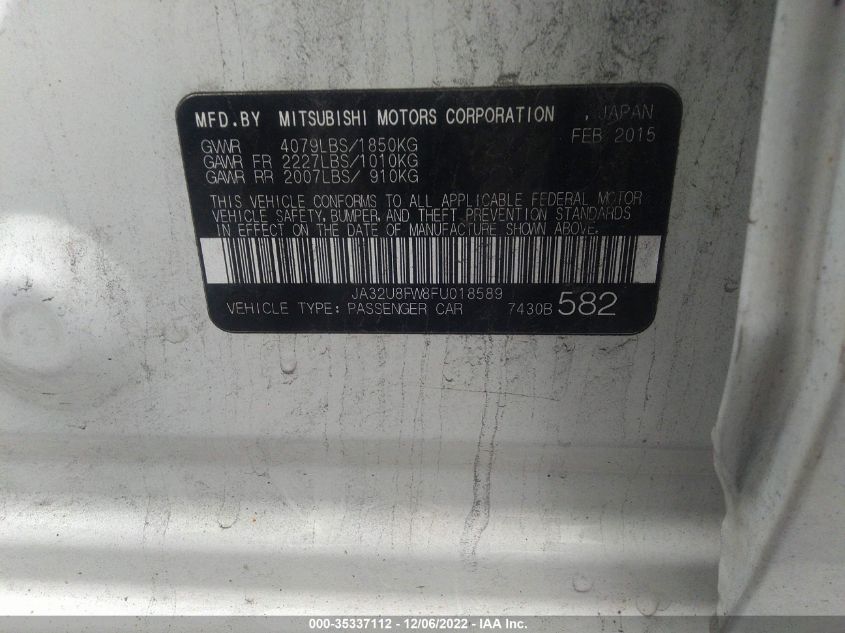 MFD.BY MITSUBISHI MOTORS CORPORATION , JAPAN
FEB 2015
GVWR 4079LBS/1850KG
GAWR FR 2227LBS/1010KG
GAWR RR 2007LBS/ 910KG
THIS VEHICLE CONFORMS TO ALL APPLICABLE FEDERAL MOTOR
VEHICLE SAFETY, BUMPER, AND THEFT PREVENTION STANDARDS
IN EFFECT ON THE DATE OF MANUFACTURE SHOWN ABOVE.
JA32U8FW8FU018589
VEHICLE TYPE: PASSENGER CAR 7430B 582
000-35337112 - 12/06/2022 - IAA Inc.